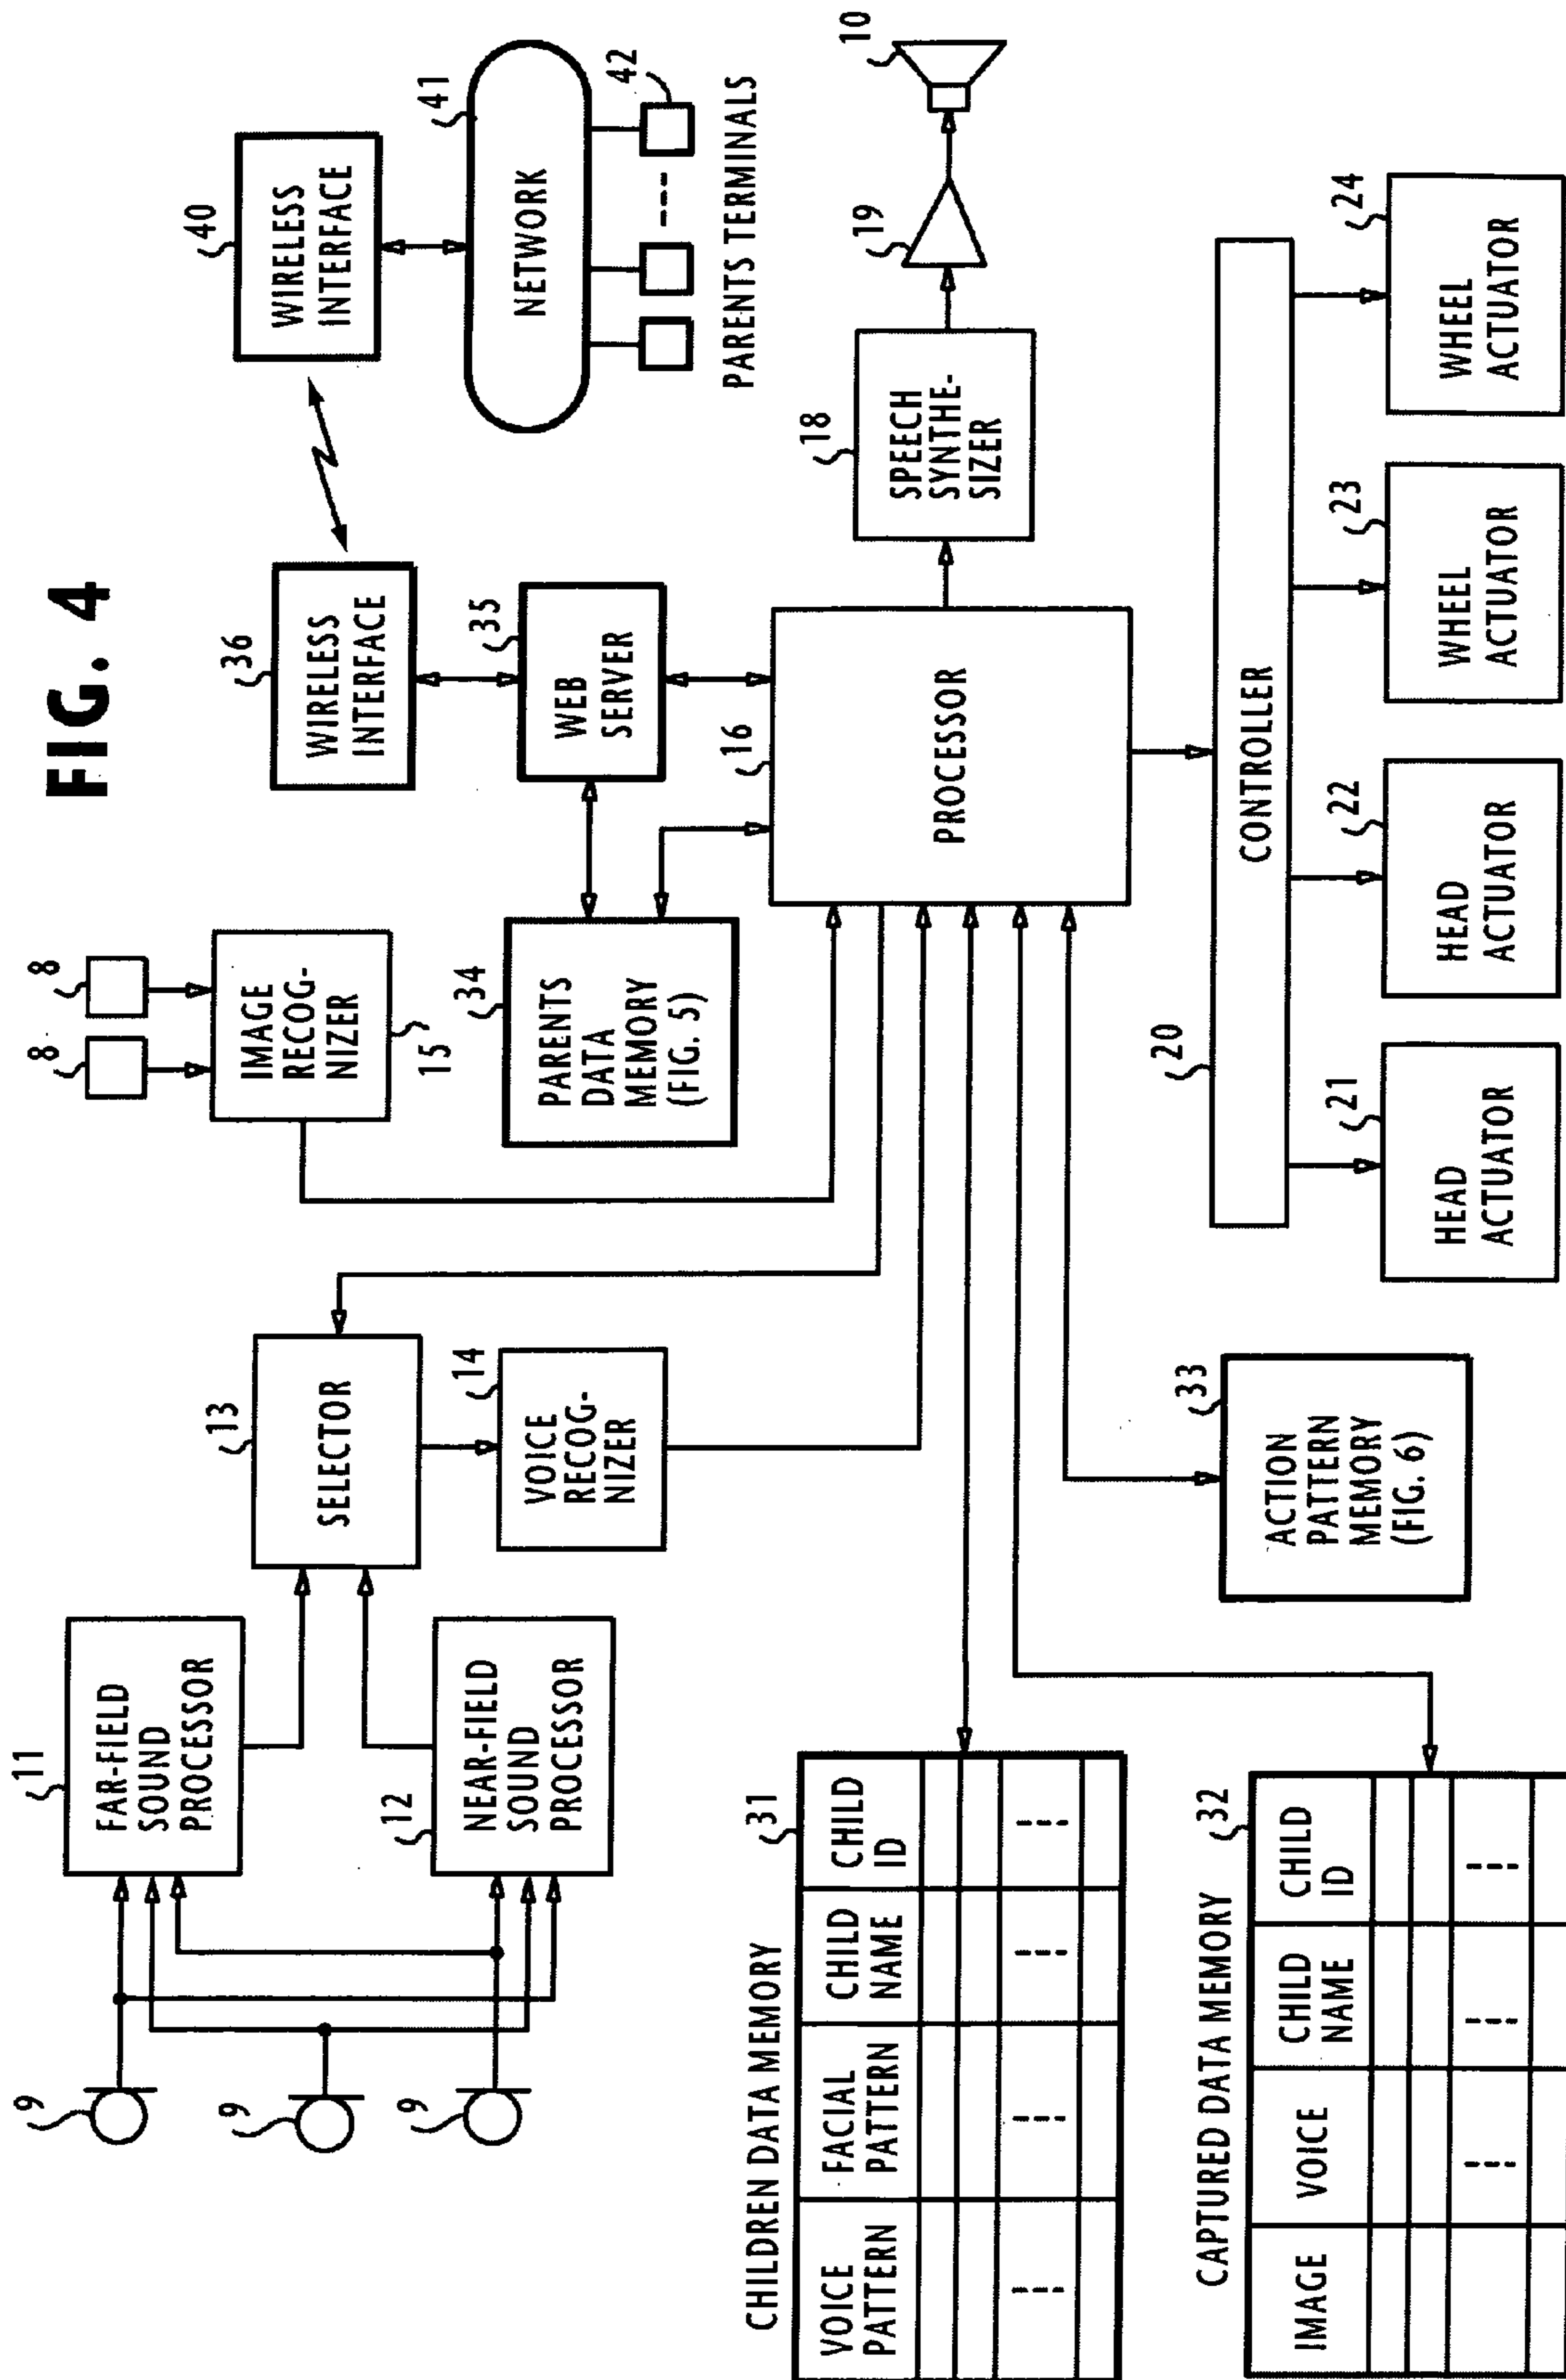 FIG. 4
9
9
9
11
FAR-FIELD
SOUND
PROCESSOR
12
NEAR-FIELD
SOUND
PROCESSOR
13
SELECTOR
14
VOICE
RECOG-
NIZER
8
8
IMAGE
RECOG-
NIZER
15
34
PARENTS
DATA
MEMORY
(FIG. 5)
36
WIRELESS
INTERFACE
35
WEB
SERVER
16
PROCESSOR
40
WIRELESS
INTERFACE
41
NETWORK
42
PARENTS TERMINALS
18
SPEECH
SYNTHE-
SIZER
19
10
CHILDREN DATA MEMORY
31
VOICE
PATTERN
FACIAL
PATTERN
CHILD
NAME
CHILD
ID
CAPTURED DATA MEMORY
32
IMAGE
VOICE
CHILD
NAME
CHILD
ID
33
ACTION
PATTERN
MEMORY
(FIG. 6)
20
CONTROLLER
21
HEAD
ACTUATOR
22
HEAD
ACTUATOR
23
WHEEL
ACTUATOR
24
WHEEL
ACTUATOR